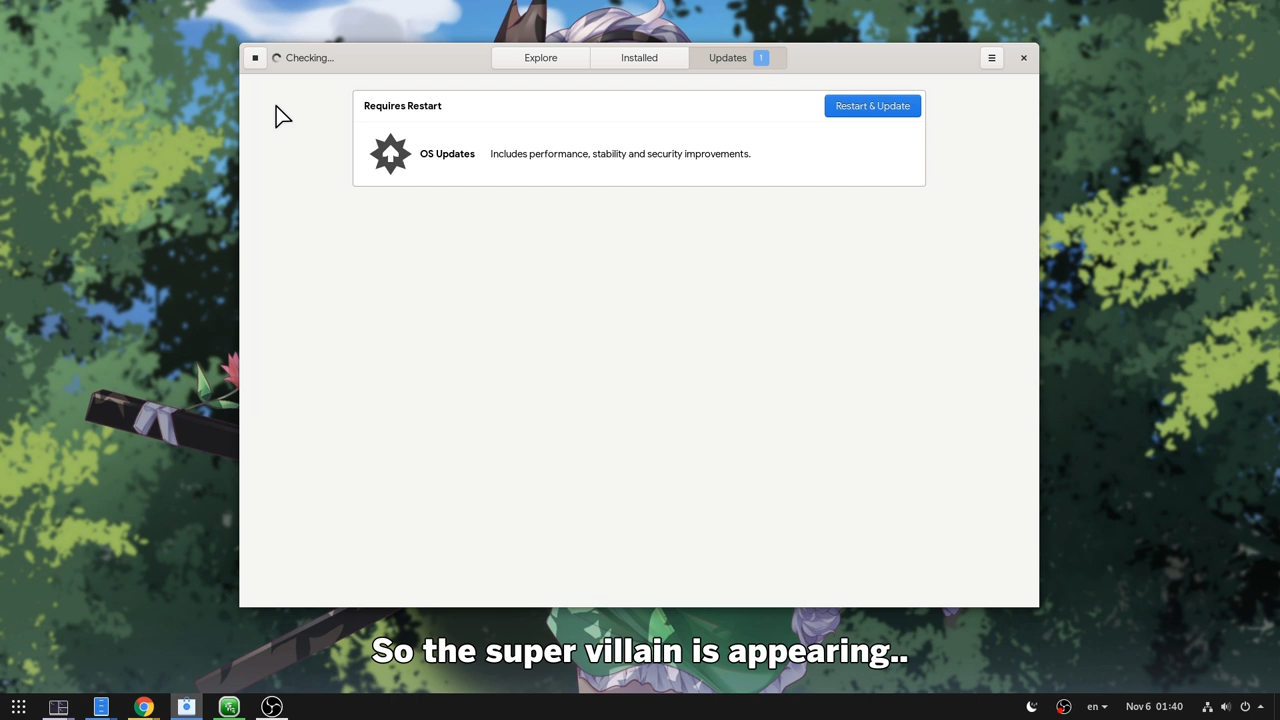 Checking...
Explore
Installed
Updates 1
Requires Restart
Restart & Update
OS Updates
Includes performance, stability and security improvements.
So the super villain is appearing..
en
Nov 6 01:40